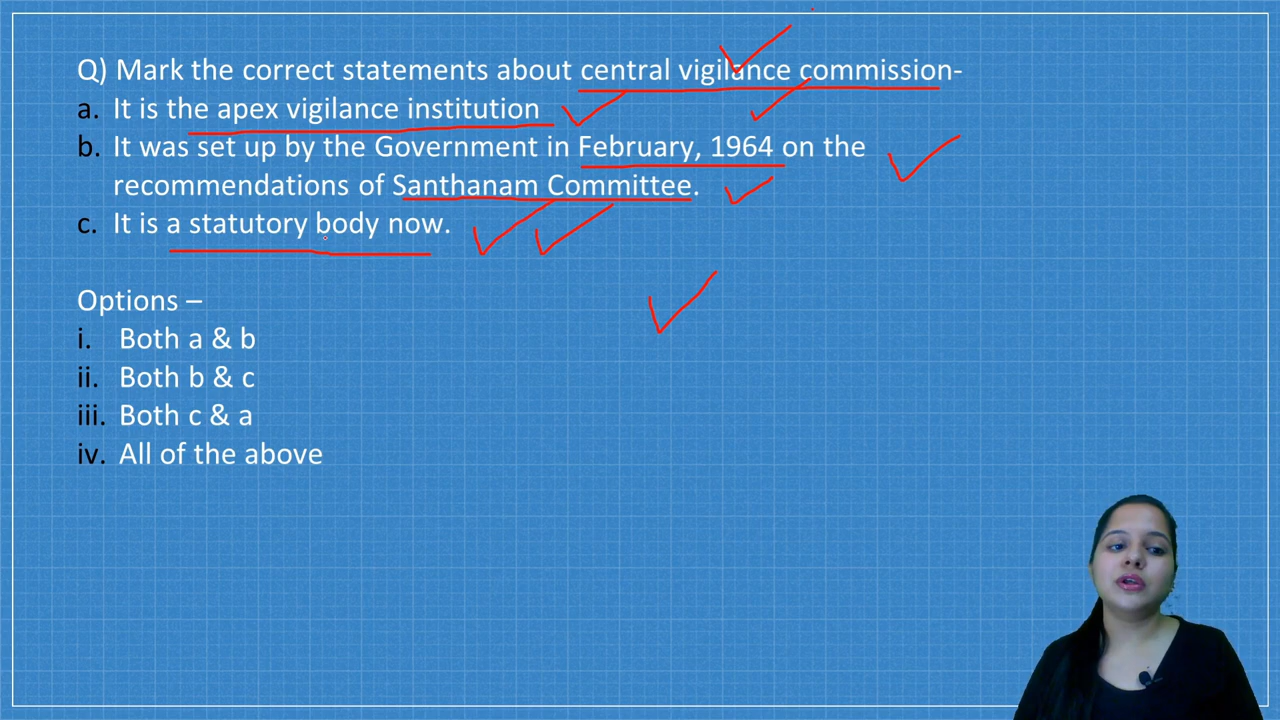 Q) Mark the correct statements about central vigilance commission-
a. It is the apex vigilance institution
b. It was set up by the Government in February, 1964 on the
recommendations of Santhanam Committee.
c. It is a statutory body now.
Options –
i. Both a & b
ii. Both b & c
iii. Both c & a
iv. All of the above